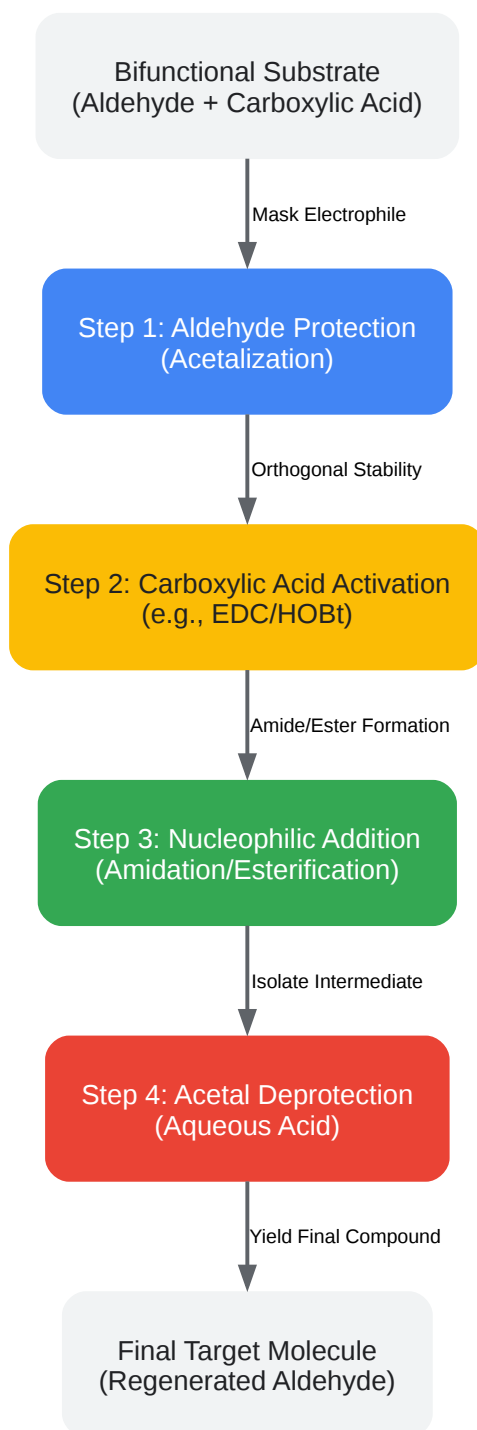 Bifunctional Substrate
(Aldehyde + Carboxylic Acid)
Mask Electrophile
Step 1: Aldehyde Protection
(Acetalization)
Orthogonal Stability
Step 2: Carboxylic Acid Activation
(e.g., EDC/HOBt)
Amide/Ester Formation
Step 3: Nucleophilic Addition
(Amidation/Esterification)
Isolate Intermediate
Step 4: Acetal Deprotection
(Aqueous Acid)
Yield Final Compound
Final Target Molecule
(Regenerated Aldehyde)